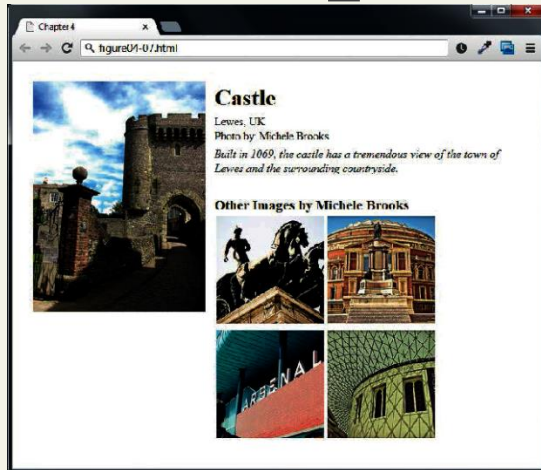 Chapter 4
figure04-07.html
Castle
Lewes, UK
Photo by: Michele Brooks
Built in 1069, the castle has a tremendous view of the town of
Lewes and the surrounding countryside.
Other Images by Michele Brooks
ARSENAL